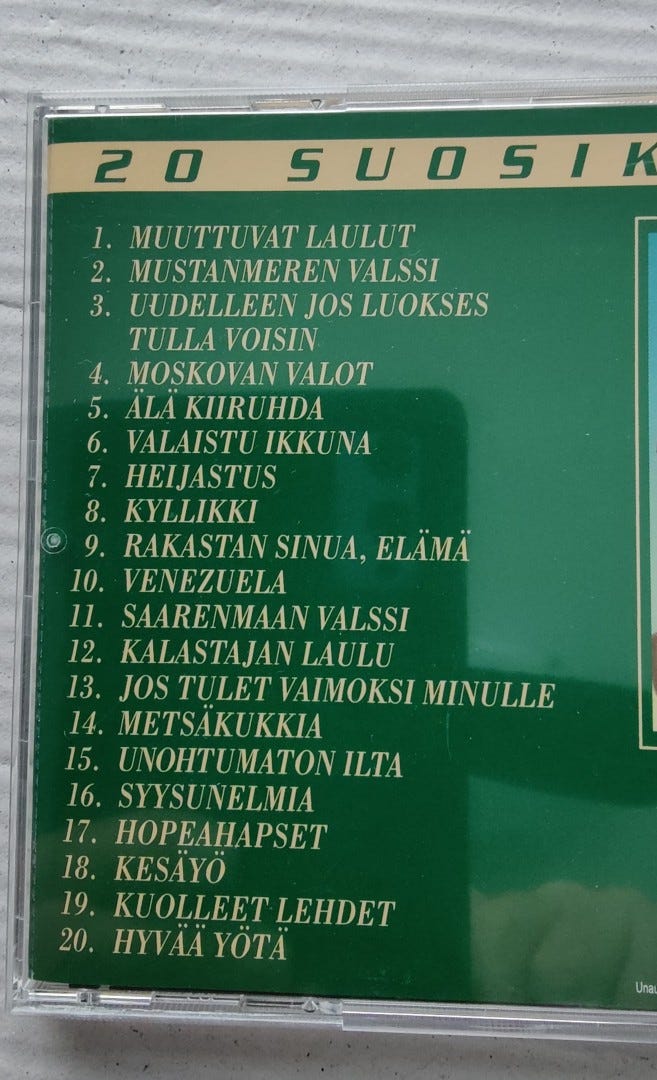 20 SUOSIK
1. MUUTTUVAT LAULUT
2. MUSTANMEREN VALSSI
3. UUDELLEEN JOS LUOKSES
TULLA VOISIN
4. MOSKOVAN VALOT
5. ÄLÄ KIIRUHDA
6. VALAISTU IKKUNA
7. HEIJASTUS
8. KYLLIKKI
9. RAKASTAN SINUA, ELÄMÄ
10. VENEZUELA
11. SAARENMAAN VALSSI
12. KALASTAJAN LAULU
13. JOS TULET VAIMOKSI MINULLE
14. METSÄKUKKIA
15. UNOHTUMATON ILTA
16. SYYSUNELMIA
17. HOPEAHAPSET
18. KESÄYÖ
19. KUOLLEET LEHDET
20. HYVÄÄ YÖTÄ
Unau